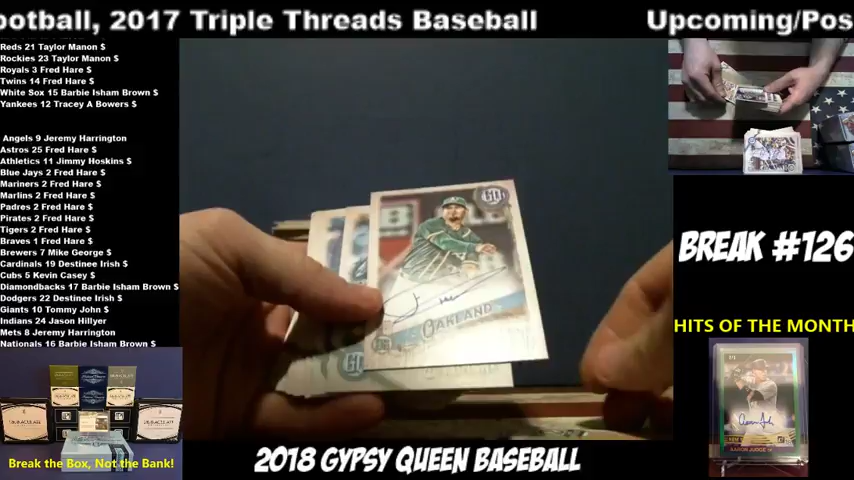 ootball, 2017 Triple Threads Baseball
Upcoming/Pos
Reds 21 Taylor Manon $
Rockies 23 Taylor Manon $
Royals 3 Fred Hare $
Twins 14 Fred Hare $
White Sox 15 Barbie Isham Brown $
Yankees 12 Tracey A Bowers $
Angels 9 Jeremy Harrington
Astros 25 Fred Hare $
Athletics 11 Jimmy Hoskins $
Blue Jays 2 Fred Hare $
Mariners 2 Fred Hare $
Marlins 2 Fred Hare $
Padres 2 Fred Hare $
Pirates 2 Fred Hare $
Tigers 2 Fred Hare $
Braves 1 Fred Hare $
Brewers 7 Mike George $
Cardinals 19 Destinee Irish $
Cubs 5 Kevin Casey $
Diamondbacks 17 Barbie Isham Brown $
Dodgers 22 Destinee Irish $
Giants 10 Tommy John $
Indians 24 Jason Hillyer
Mets 8 Jeremy Harrington
Nationals 16 Barbie Isham Brown $
GQ
OAKLAND
BREAK #126
HITS OF THE MONTH
AARON JUDGE
IMMACULATE
IMMACULATE
Break the Box, Not the Bank!
2018 GYPSY QUEEN BASEBALL